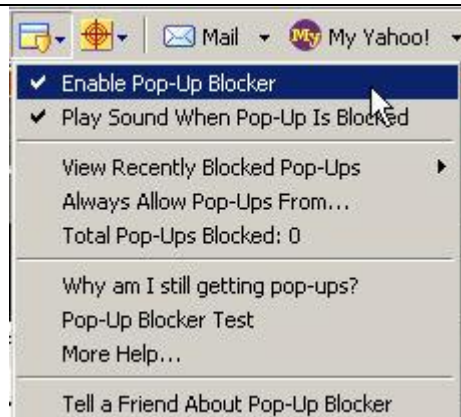 Mail My Yahoo!
Enable Pop-Up Blocker
Play Sound When Pop-Up Is Blocked
View Recently Blocked Pop-Ups
Always Allow Pop-Ups From...
Total Pop-Ups Blocked: 0
Why am I still getting pop-ups?
Pop-Up Blocker Test
More Help...
Tell a Friend About Pop-Up Blocker